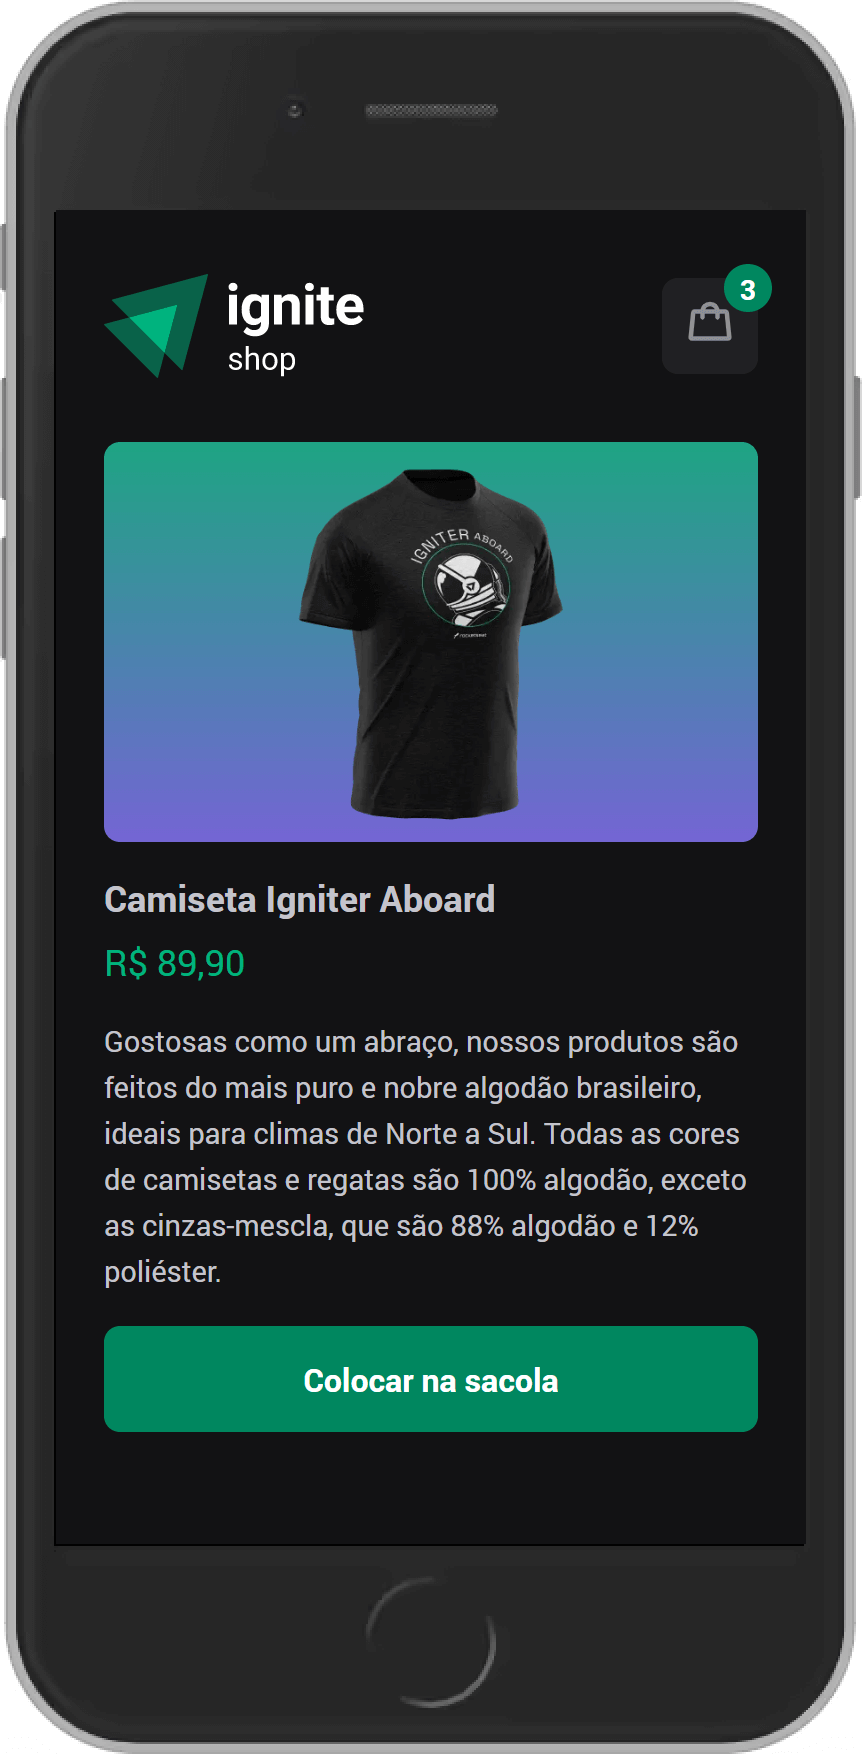 ignite
shop
3
IGNITER ABOARD
rocketseat
Camiseta Igniter Aboard
R$ 89,90
Gostosas como um abraço, nossos produtos são
feitos do mais puro e nobre algodão brasileiro,
ideais para climas de Norte a Sul. Todas as cores
de camisetas e regatas são 100% algodão, exceto
as cinzas-mescla, que são 88% algodão e 12%
poliéster.
Colocar na sacola